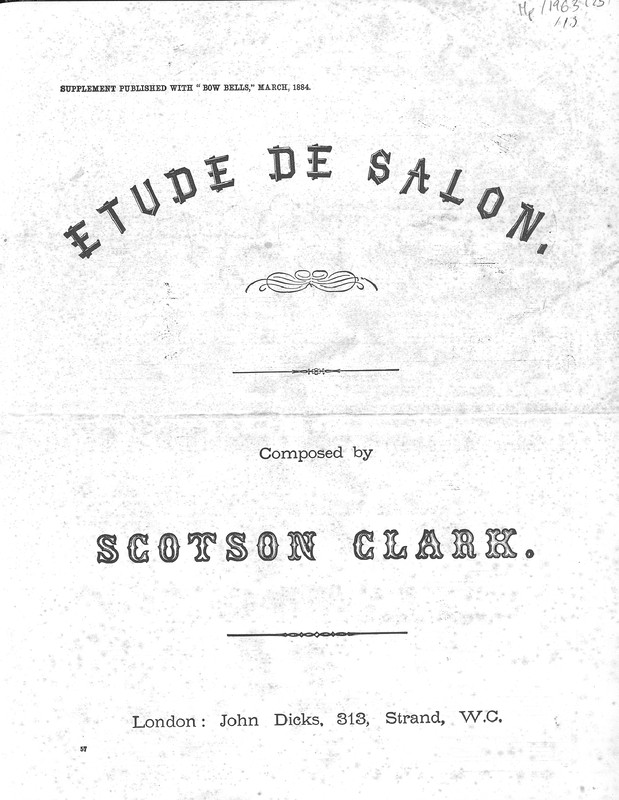 SUPPLEMENT PUBLISHED WITH "BOW BELLS," MARCH, 1884.
ETUDE DE SALON.
Composed by
SCOTSON CLARK.
London: John Dicks, 313, Strand, W.C.
57